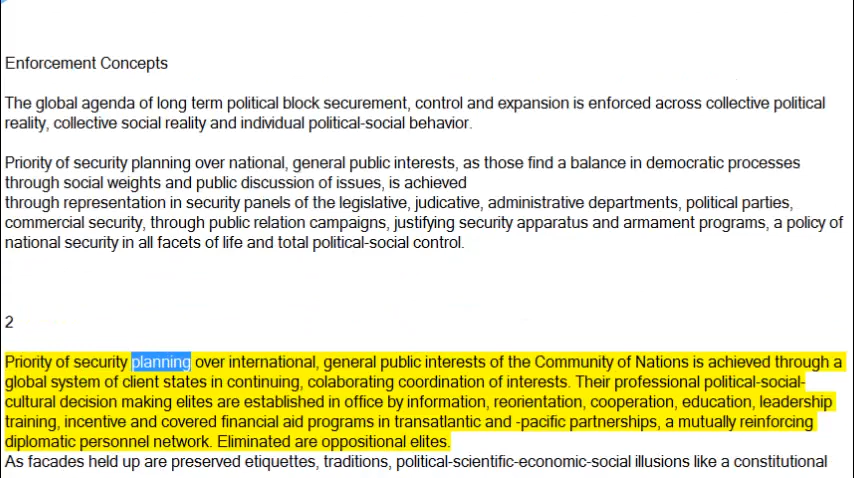 Enforcement Concepts
The global agenda of long term political block securement, control and expansion is enforced across collective political
reality, collective social reality and individual political-social behavior.
Priority of security planning over national, general public interests, as those find a balance in democratic processes
through social weights and public discussion of issues, is achieved
through representation in security panels of the legislative, judicative, administrative departments, political parties,
commercial security, through public relation campaigns, justifying security apparatus and armament programs, a policy of
national security in all facets of life and total political-social control.
2
Priority of security planning over international, general public interests of the Community of Nations is achieved through a
global system of client states in continuing, colaborating coordination of interests. Their professional political-social-
cultural decision making elites are established in office by information, reorientation, cooperation, education, leadership
training, incentive and covered financial aid programs in transatlantic and -pacific partnerships, a mutually reinforcing
diplomatic personnel network. Eliminated are oppositional elites.
As facades held up are preserved etiquettes, traditions, political-scientific-economic-social illusions like a constitutional